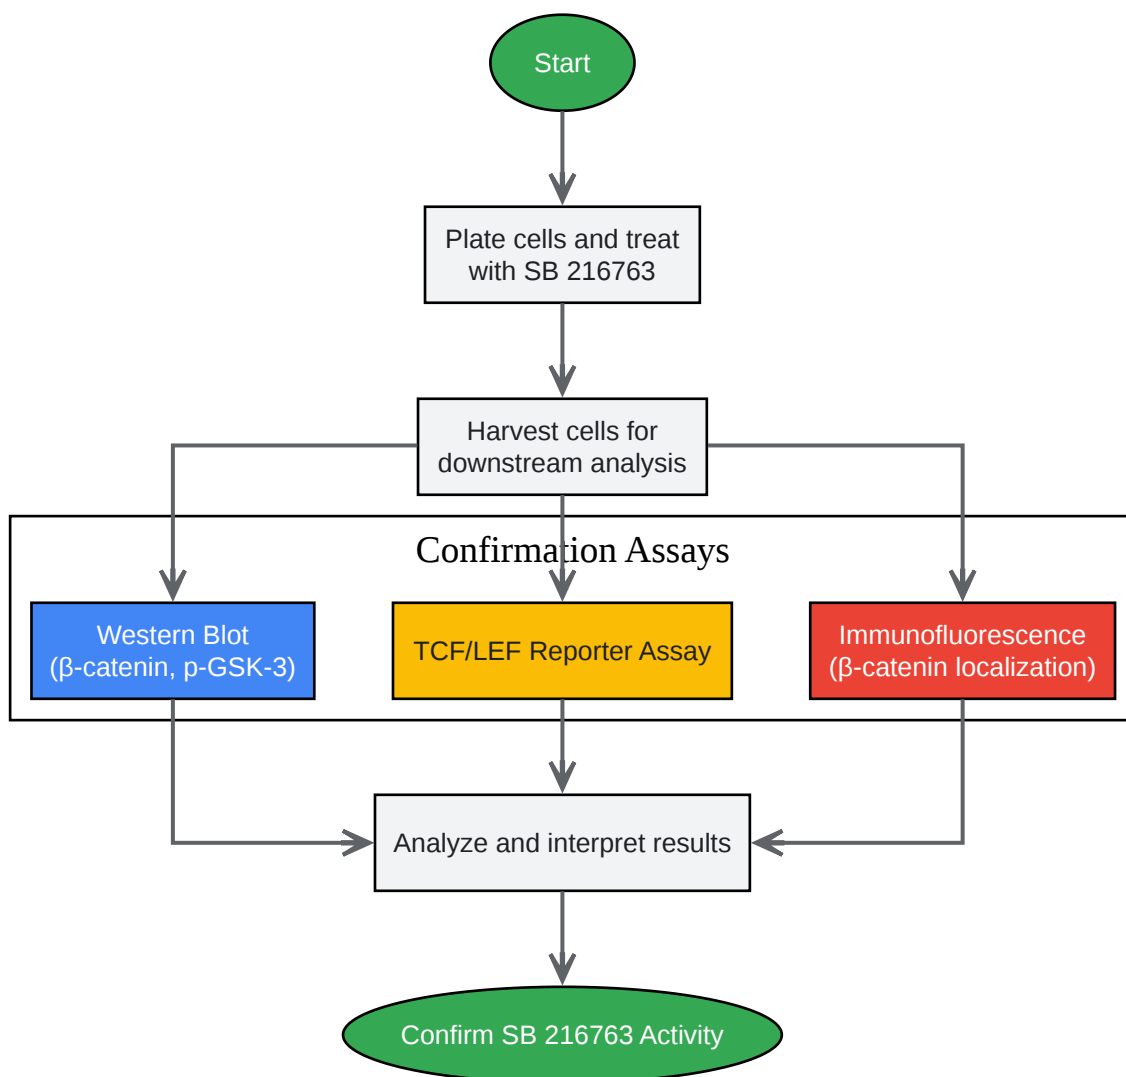 Start
Plate cells and treat
with SB 216763
Harvest cells for
downstream analysis
Confirmation Assays
Western Blot
(β-catenin, p-GSK-3)
TCF/LEF Reporter Assay
Immunofluorescence
(β-catenin localization)
Analyze and interpret results
Confirm SB 216763 Activity